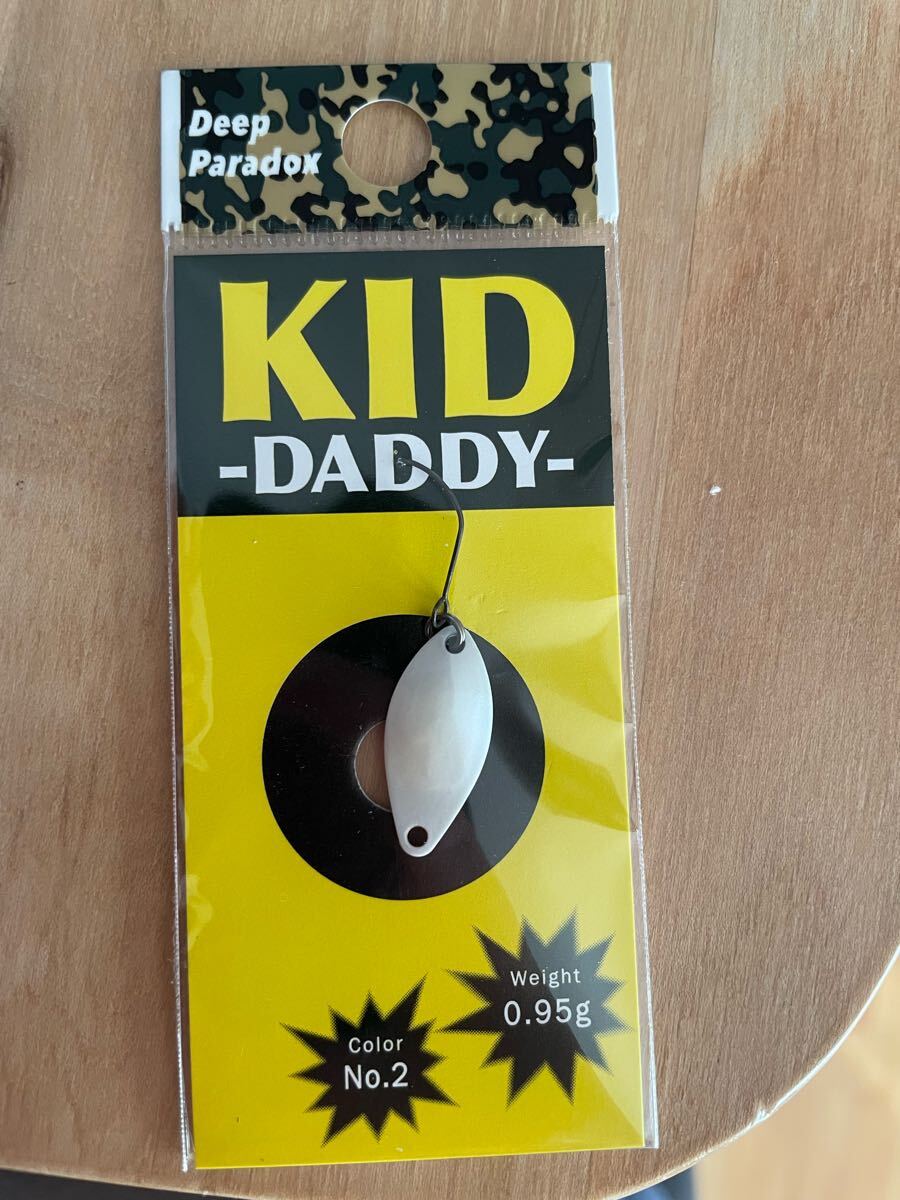 Deep
Paradox
KID
-DADDY-
Weight
0.95g
Color
No.2